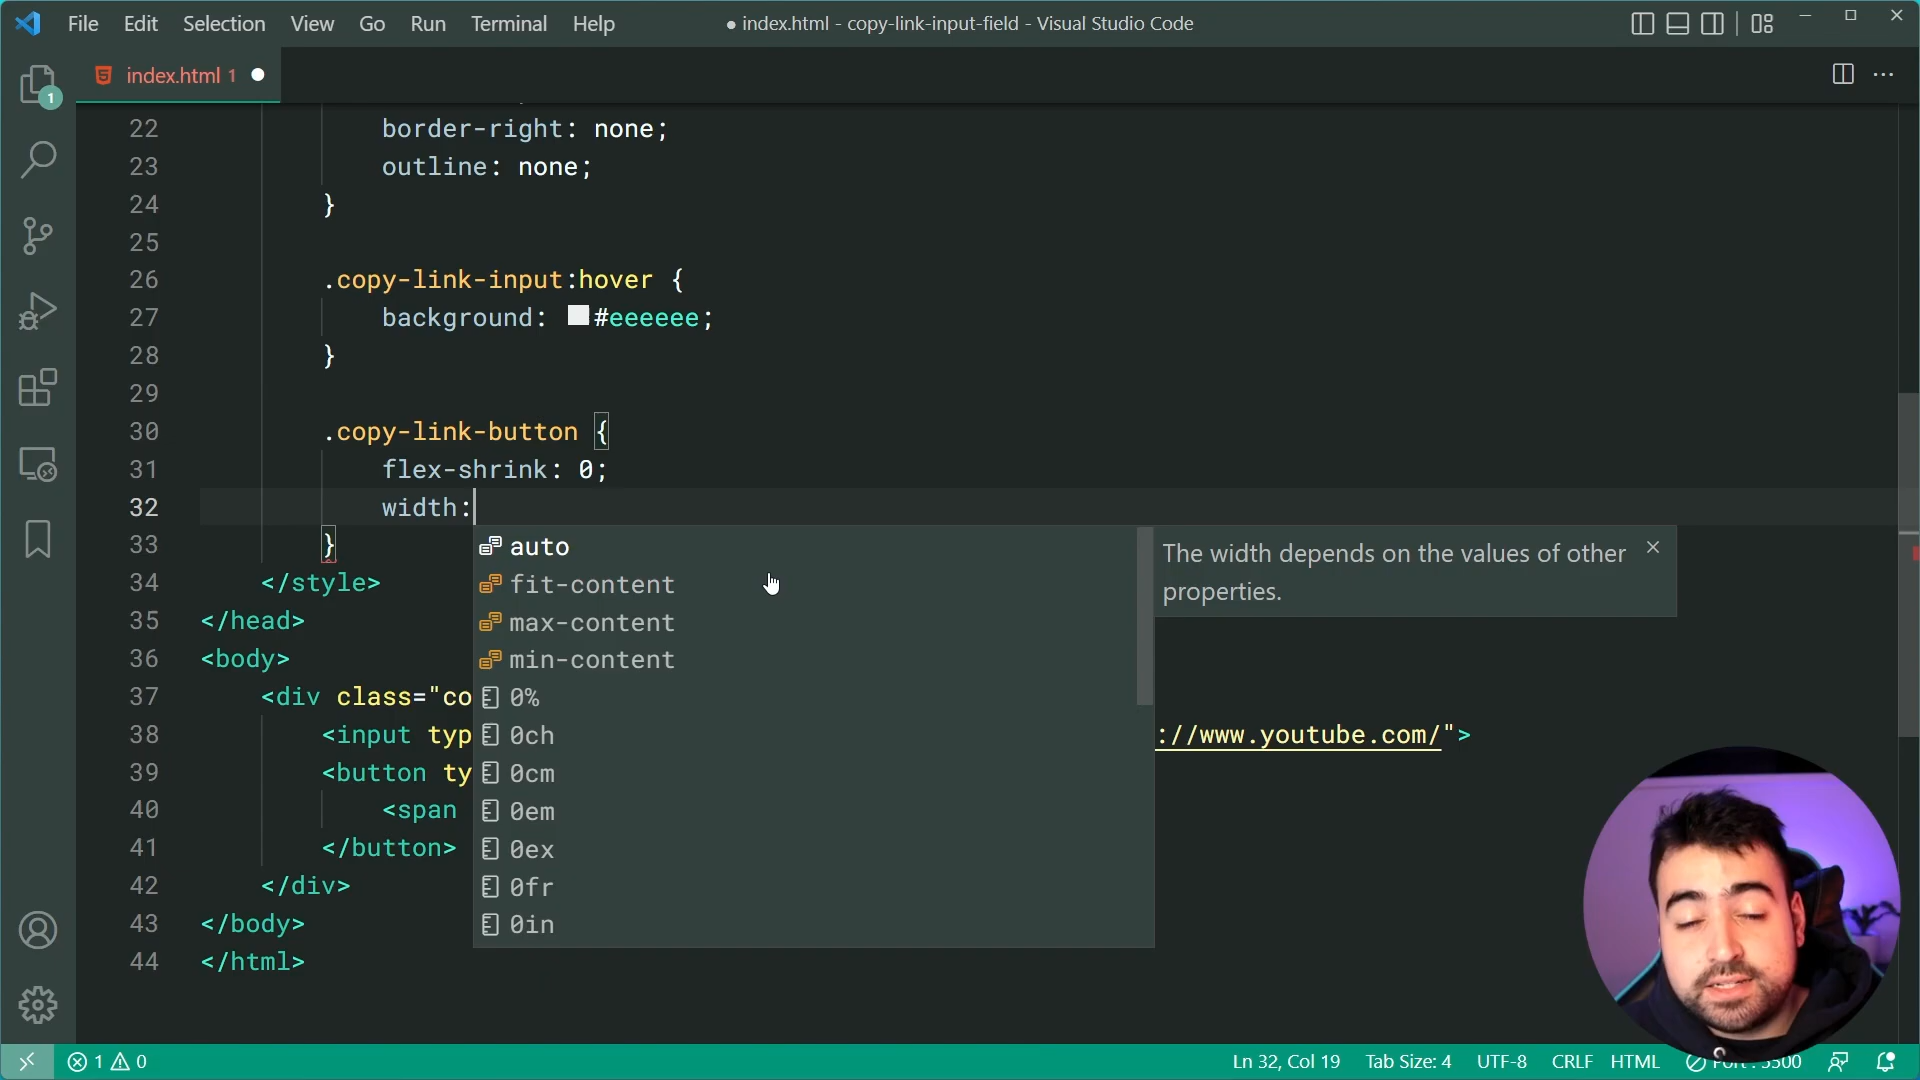 File Edit Selection View Go Run Terminal Help
● index.html - copy-link-input-field - Visual Studio Code
1
index.html 1 ●
22 border-right: none;
23 outline: none;
24 }
25
26 .copy-link-input:hover {
27 background: #eeeeee;
28 }
29
30 .copy-link-button {
31 flex-shrink: 0;
32 width:
33 }
34 </style>
35 </head>
36 <body>
37 <div class="co
38 <input typ ://www.youtube.com/">
39 <button ty
40 <span
41 </button>
42 </div>
43 </body>
44 </html>
auto
fit-content
max-content
min-content
0%
0ch
0cm
0em
0ex
0fr
0in
The width depends on the values of other
properties.
1 0
Ln 32, Col 19 Tab Size: 4 UTF-8 CRLF HTML Port : 5500